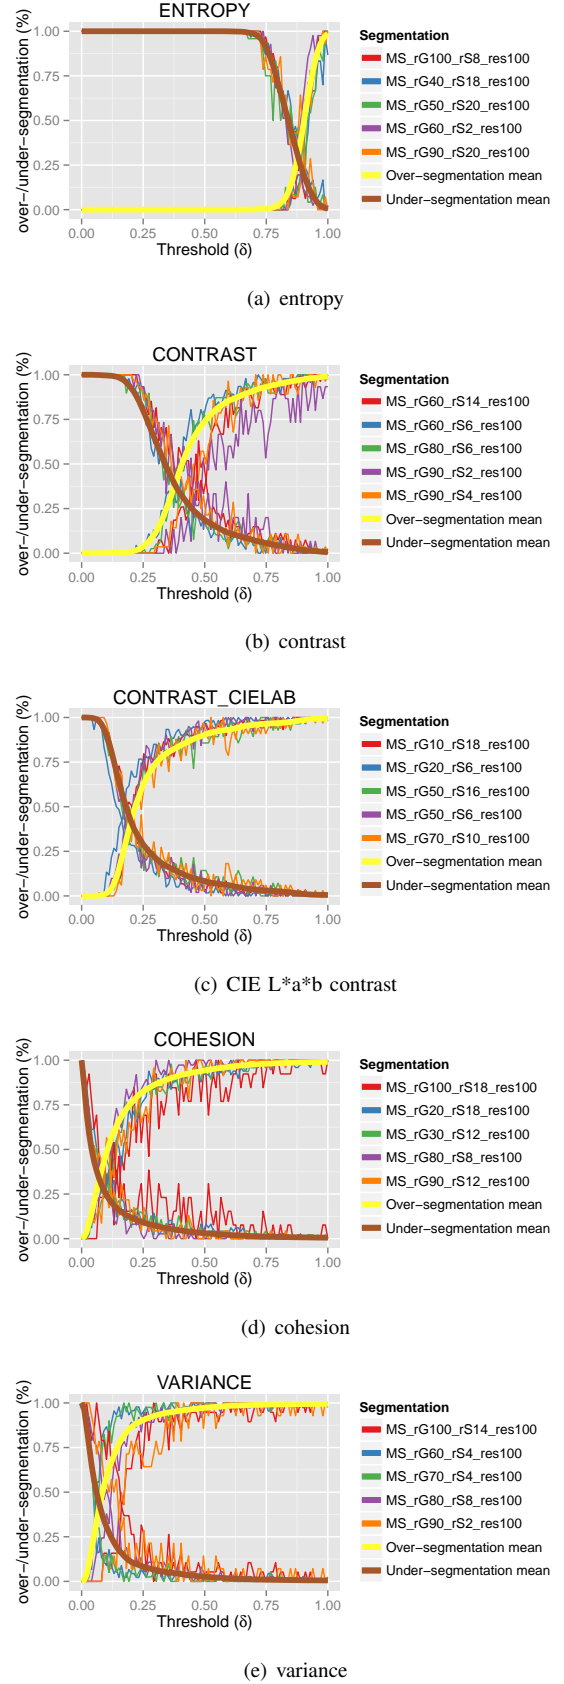 ENTROPY
over−/under−segmentation (%)
1.00
0.75
0.50
0.25
0.00
0.00 0.25 0.50 0.75 1.00
Threshold (δ)
Segmentation
MS_rG100_rS8_res100
MS_rG40_rS18_res100
MS_rG50_rS20_res100
MS_rG60_rS2_res100
MS_rG90_rS20_res100
Over−segmentation mean
Under−segmentation mean
(a) entropy
CONTRAST
over−/under−segmentation (%)
1.00
0.75
0.50
0.25
0.00
0.00 0.25 0.50 0.75 1.00
Threshold (δ)
Segmentation
MS_rG60_rS14_res100
MS_rG60_rS6_res100
MS_rG80_rS6_res100
MS_rG90_rS2_res100
MS_rG90_rS4_res100
Over−segmentation mean
Under−segmentation mean
(b) contrast
CONTRAST_CIELAB
over−/under−segmentation (%)
1.00
0.75
0.50
0.25
0.00
0.00 0.25 0.50 0.75 1.00
Threshold (δ)
Segmentation
MS_rG10_rS18_res100
MS_rG20_rS6_res100
MS_rG50_rS16_res100
MS_rG50_rS6_res100
MS_rG70_rS10_res100
Over−segmentation mean
Under−segmentation mean
(c) CIE L*a*b contrast
COHESION
over−/under−segmentation (%)
1.00
0.75
0.50
0.25
0.00
0.00 0.25 0.50 0.75 1.00
Threshold (δ)
Segmentation
MS_rG100_rS18_res100
MS_rG20_rS18_res100
MS_rG30_rS12_res100
MS_rG80_rS8_res100
MS_rG90_rS12_res100
Over−segmentation mean
Under−segmentation mean
(d) cohesion
VARIANCE
over−/under−segmentation (%)
1.00
0.75
0.50
0.25
0.00
0.00 0.25 0.50 0.75 1.00
Threshold (δ)
Segmentation
MS_rG100_rS14_res100
MS_rG60_rS4_res100
MS_rG70_rS4_res100
MS_rG80_rS8_res100
MS_rG90_rS2_res100
Over−segmentation mean
Under−segmentation mean
(e) variance